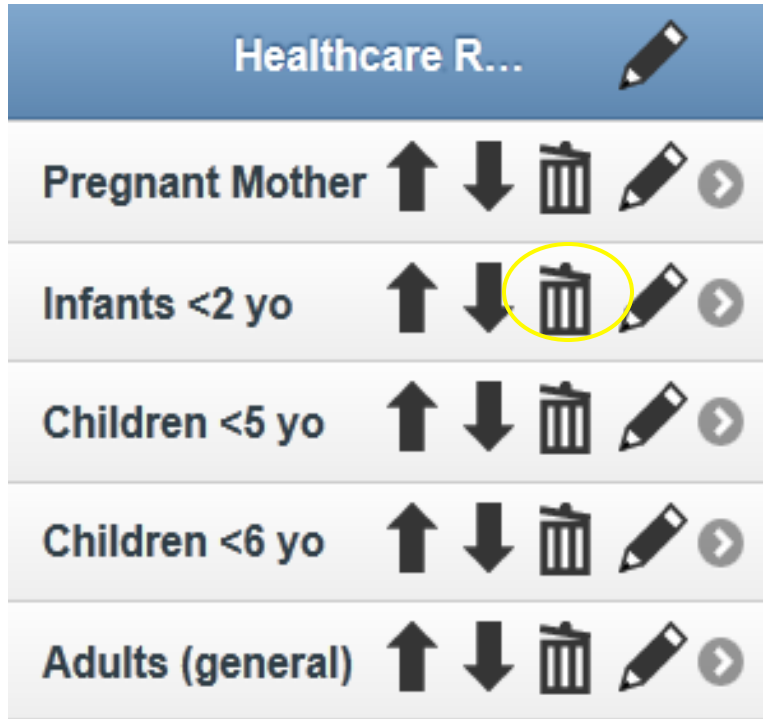 Healthcare R...
Pregnant Mother
Infants <2 yo
Children <5 yo
Children <6 yo
Adults (general)